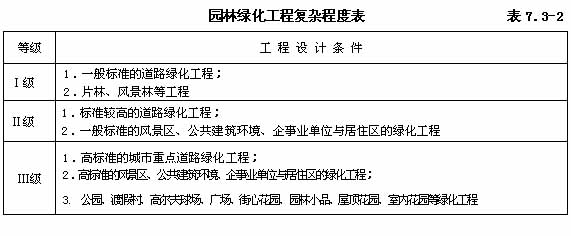 园林绿化工程复杂程度表 表 7.3-2
等级 工 程 设 计 条 件
Ⅰ级
1．一般标准的道路绿化工程；
2．片林、风景林等工程
Ⅱ级
1．标准较高的道路绿化工程；
2．一般标准的风景区、公共建筑环境、企事业单位与居住区的绿化工程
Ⅲ级
1．高标准的城市重点道路绿化工程；
2．高标准的风景区、公共建筑环境、企事业单位与居住区的绿化工程；
3. 公园、渡假村、高尔夫球场、广场、街心花园、园林小品、屋顶花园、室内花园等绿化工程